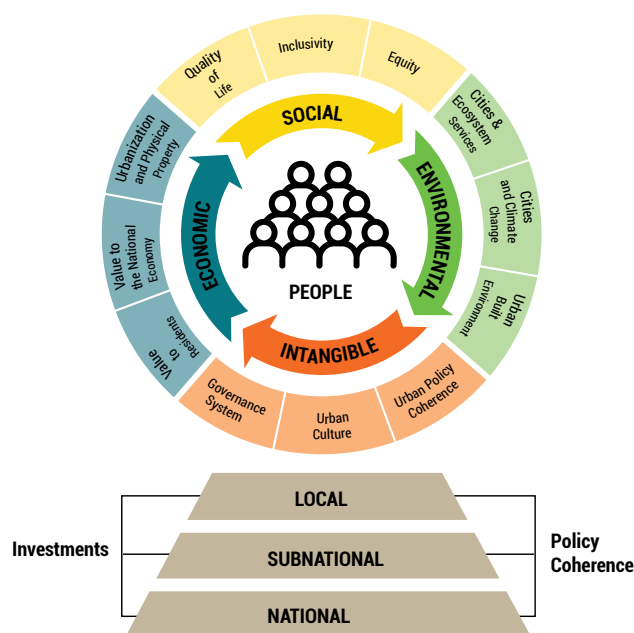 Quality
of
Life
Inclusivity
Equity
Cities &
Ecosystem
Services
Cities
and Climate
Change
Urban
Built
Environment
Urban Policy
Coherence
Urban
Culture
Governance
System
Value
to
Residents
Value to
the National
Economy
Urbanization
and Physical
Property
SOCIAL
ENVIRONMENTAL
INTANGIBLE
ECONOMIC
PEOPLE
LOCAL
SUBNATIONAL
NATIONAL
Investments
Policy
Coherence